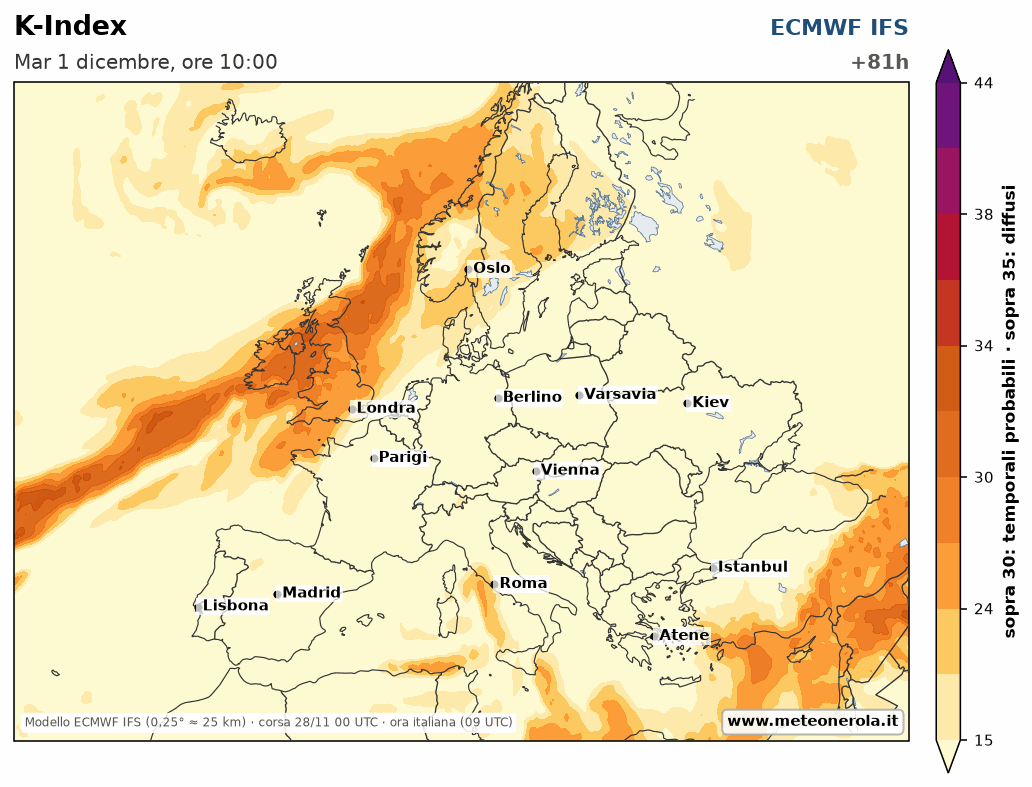 K-Index
ECMWF IFS
Mar 1 dicembre, ore 10:00
+81h
44
38
34
30
24
15
sopra 30: temporali probabili · sopra 35: diffusi
Oslo
Londra
Berlino
Varsavia
Kiev
Parigi
Vienna
Istanbul
Roma
Madrid
Lisbona
Atene
Modello ECMWF IFS (0,25° ≈ 25 km) · corsa 28/11 00 UTC · ora italiana (09 UTC)
www.meteonerola.it